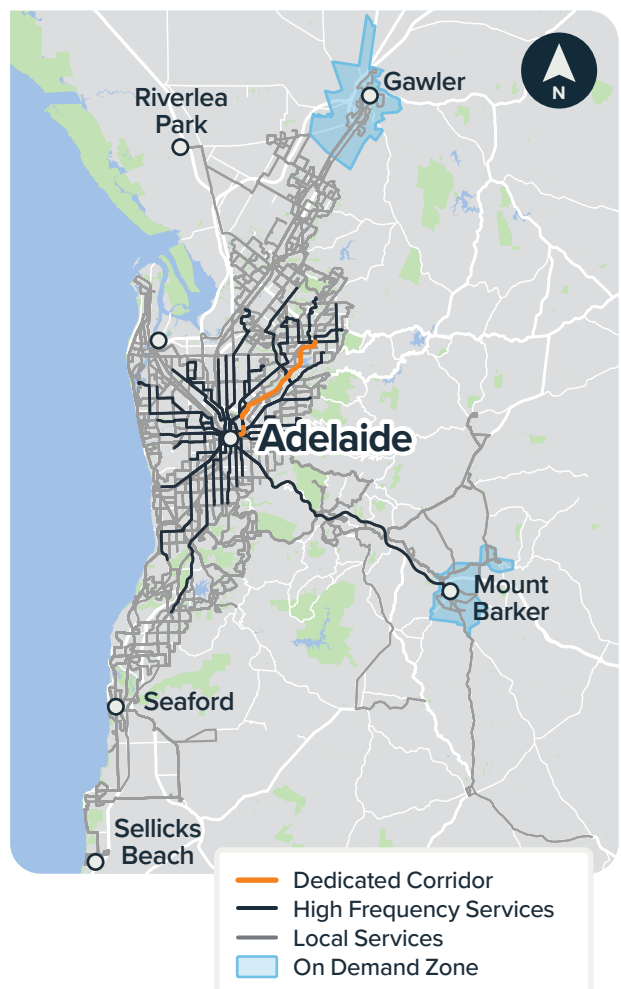 Gawler
N
Riverlea
Park
Adelaide
Mount
Barker
Seaford
Sellicks
Beach
Dedicated Corridor
High Frequency Services
Local Services
On Demand Zone